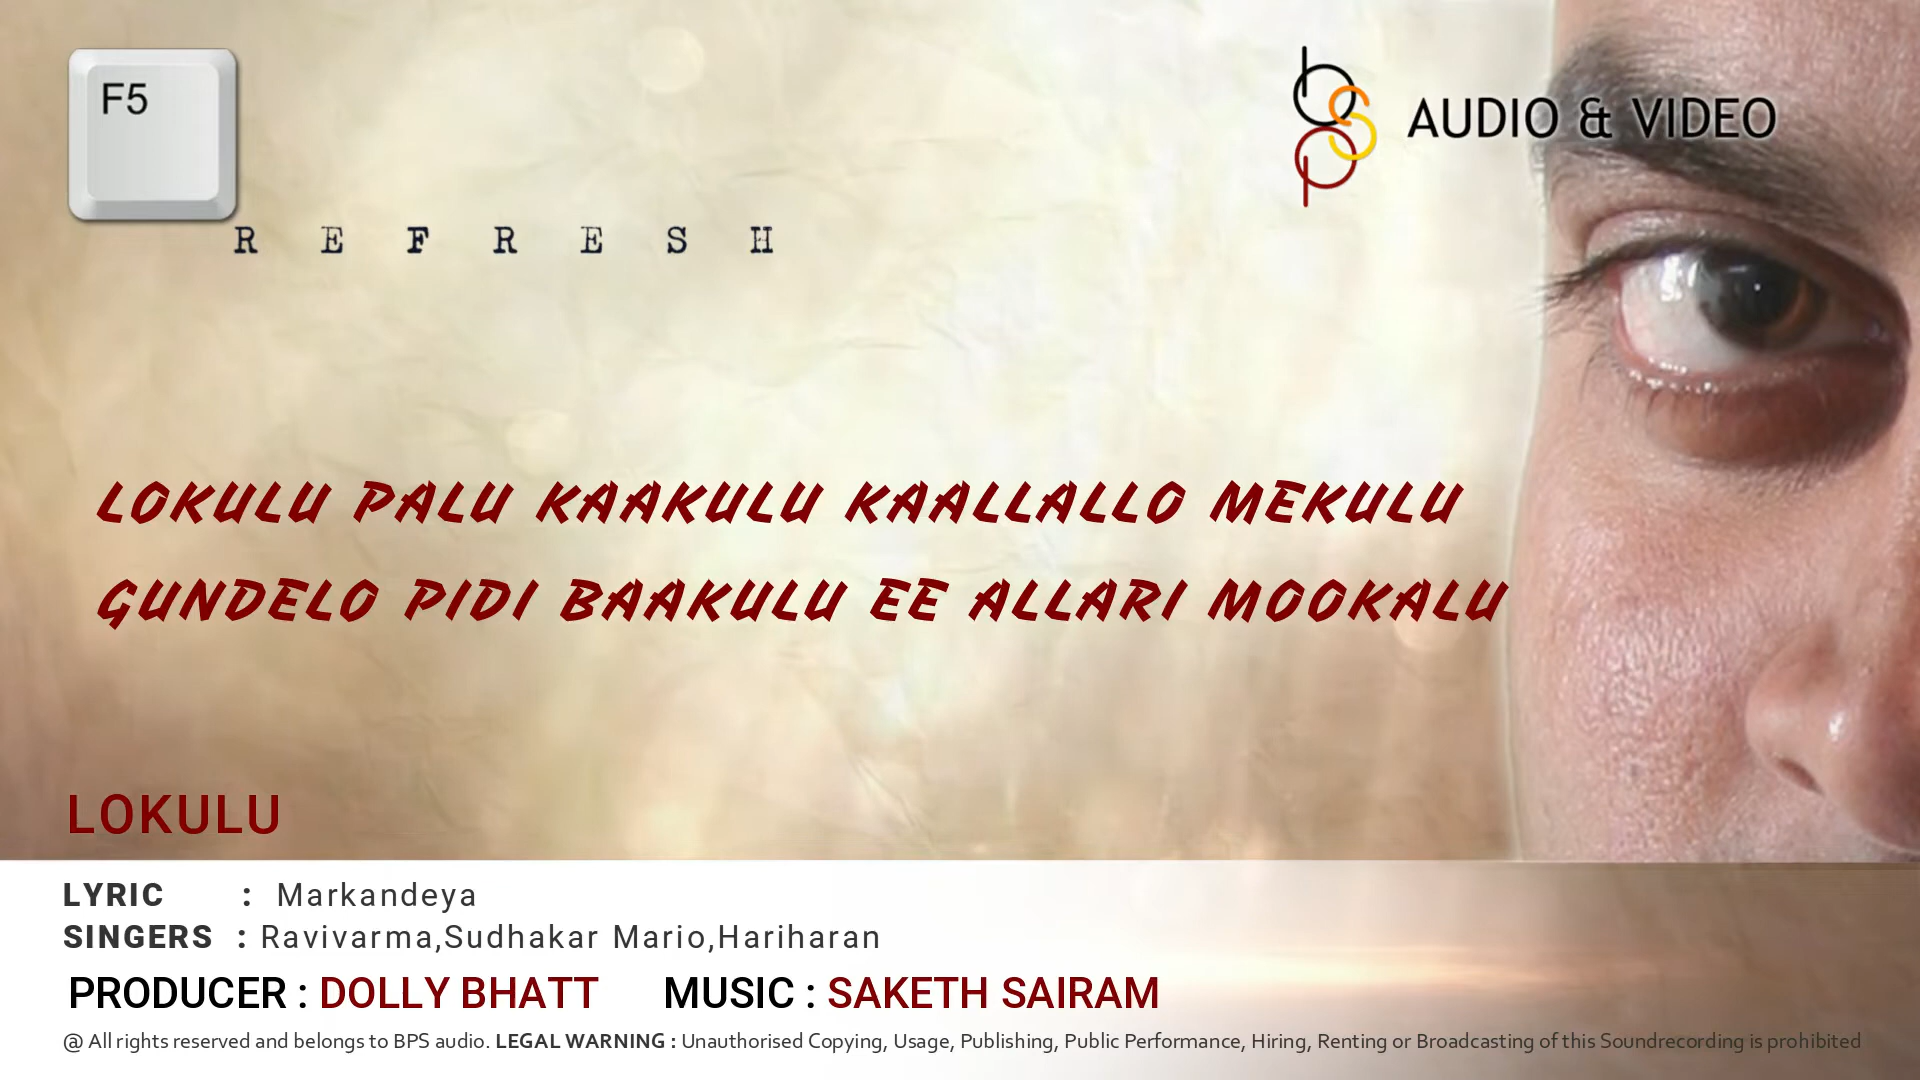 F5
R E F R E S H
bsp AUDIO & VIDEO
LOKULU PALU KAAKULU KAALLALLO MEKULU
GUNDELO PIDI BAAKULU EE ALLARI MOOKALU
LOKULU
LYRIC : Markandeya
SINGERS : Ravivarma,Sudhakar Mario,Hariharan
PRODUCER : DOLLY BHATT MUSIC : SAKETH SAIRAM
@ All rights reserved and belongs to BPS audio. LEGAL WARNING : Unauthorised Copying, Usage, Publishing, Public Performance, Hiring, Renting or Broadcasting of this Soundrecording is prohibited